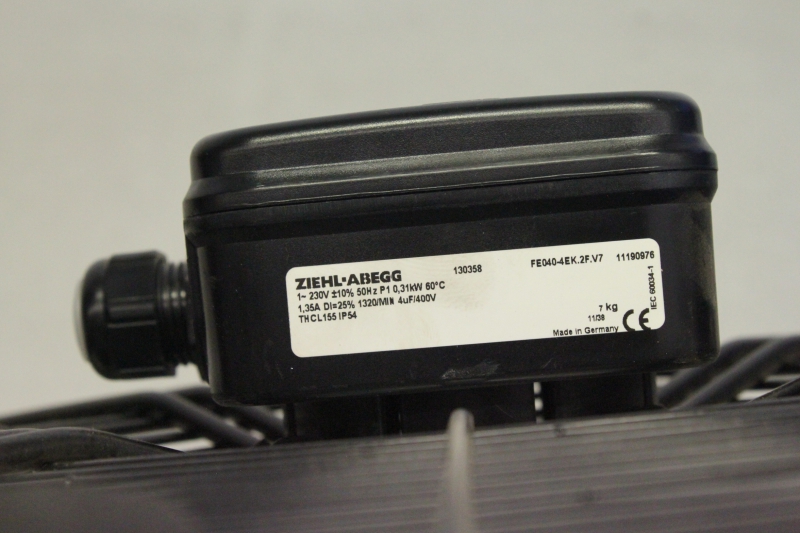 ZIEHL-ABEGG 130358 FE040-4EK.2F.V7 11190976
1~ 230V ±10% 50Hz P1 0,31kW 60°C
1,35A DI=25% 1320/MIN 4uF/400V
THCL155 IP54
7 kg
11/38
Made in Germany CE
IEC 60034-1